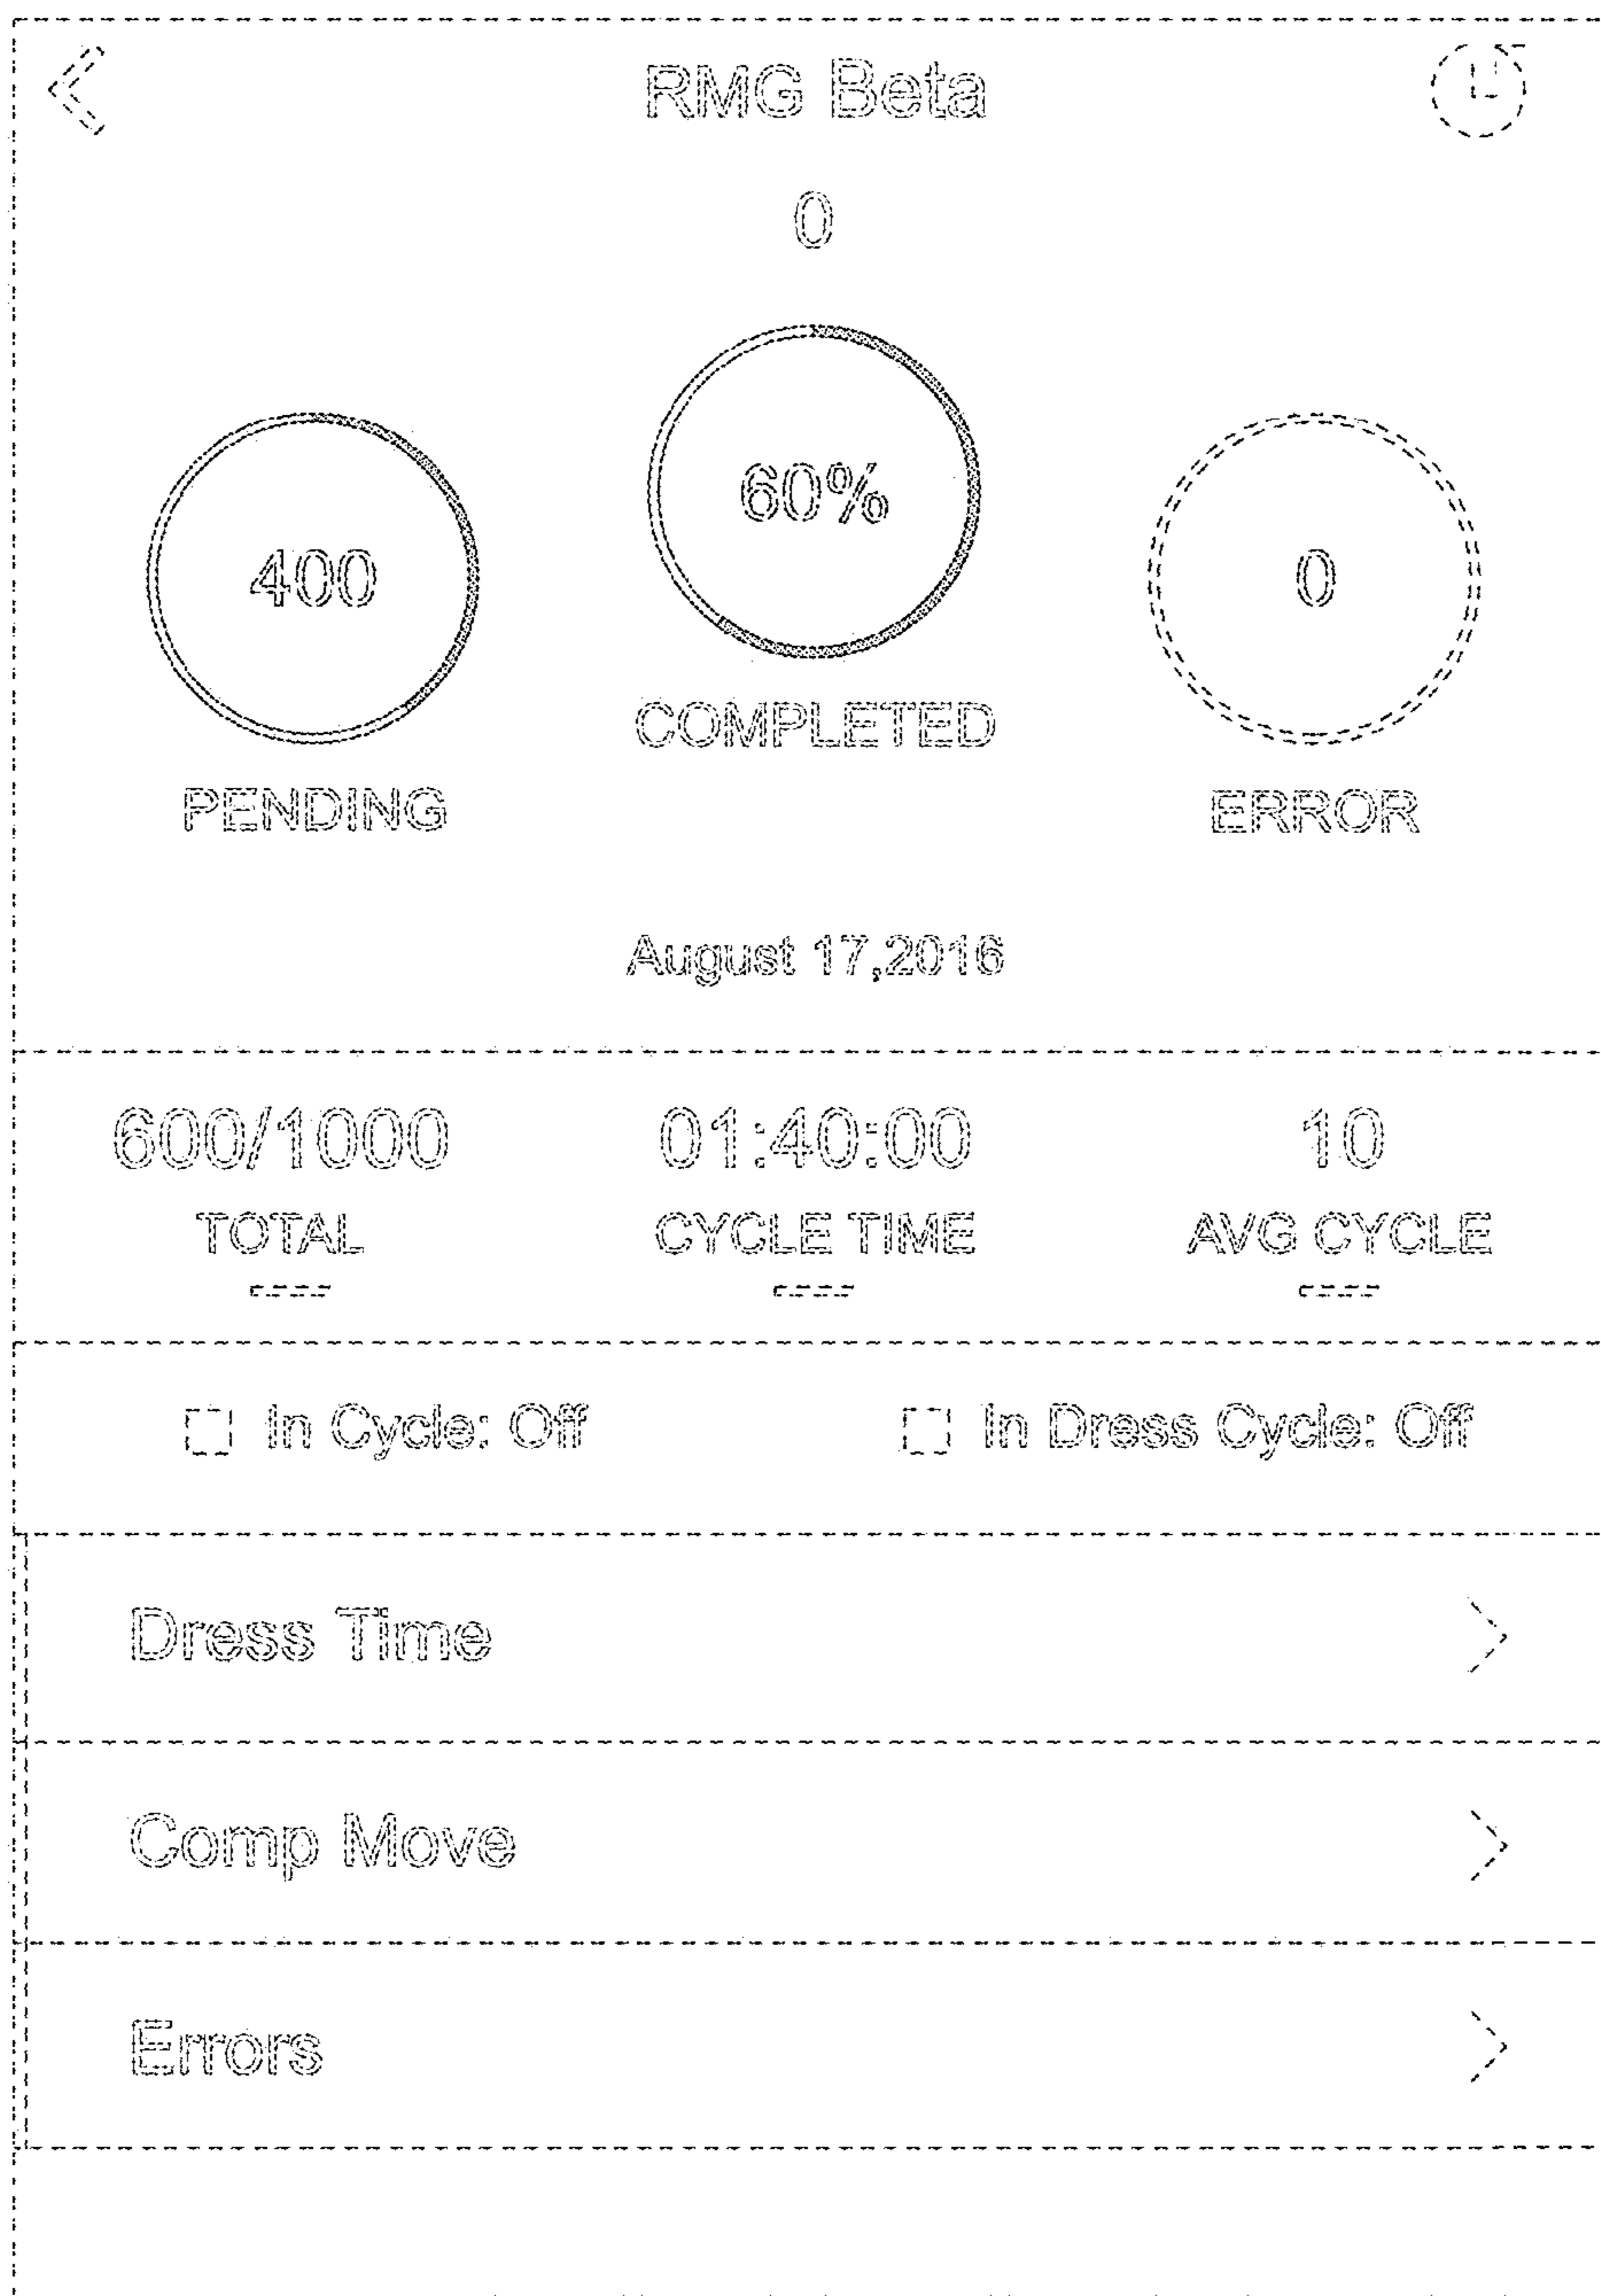 RMG Beta
0
60%
400
0
COMPLETED
PENDING
ERROR
August 17,2016
600/1000
01:40:00
10
TOTAL
CYCLE TIME
AVG CYCLE
In Cycle: Off
In Dress Cycle: Off
Dress Time
Comp Move
Errors